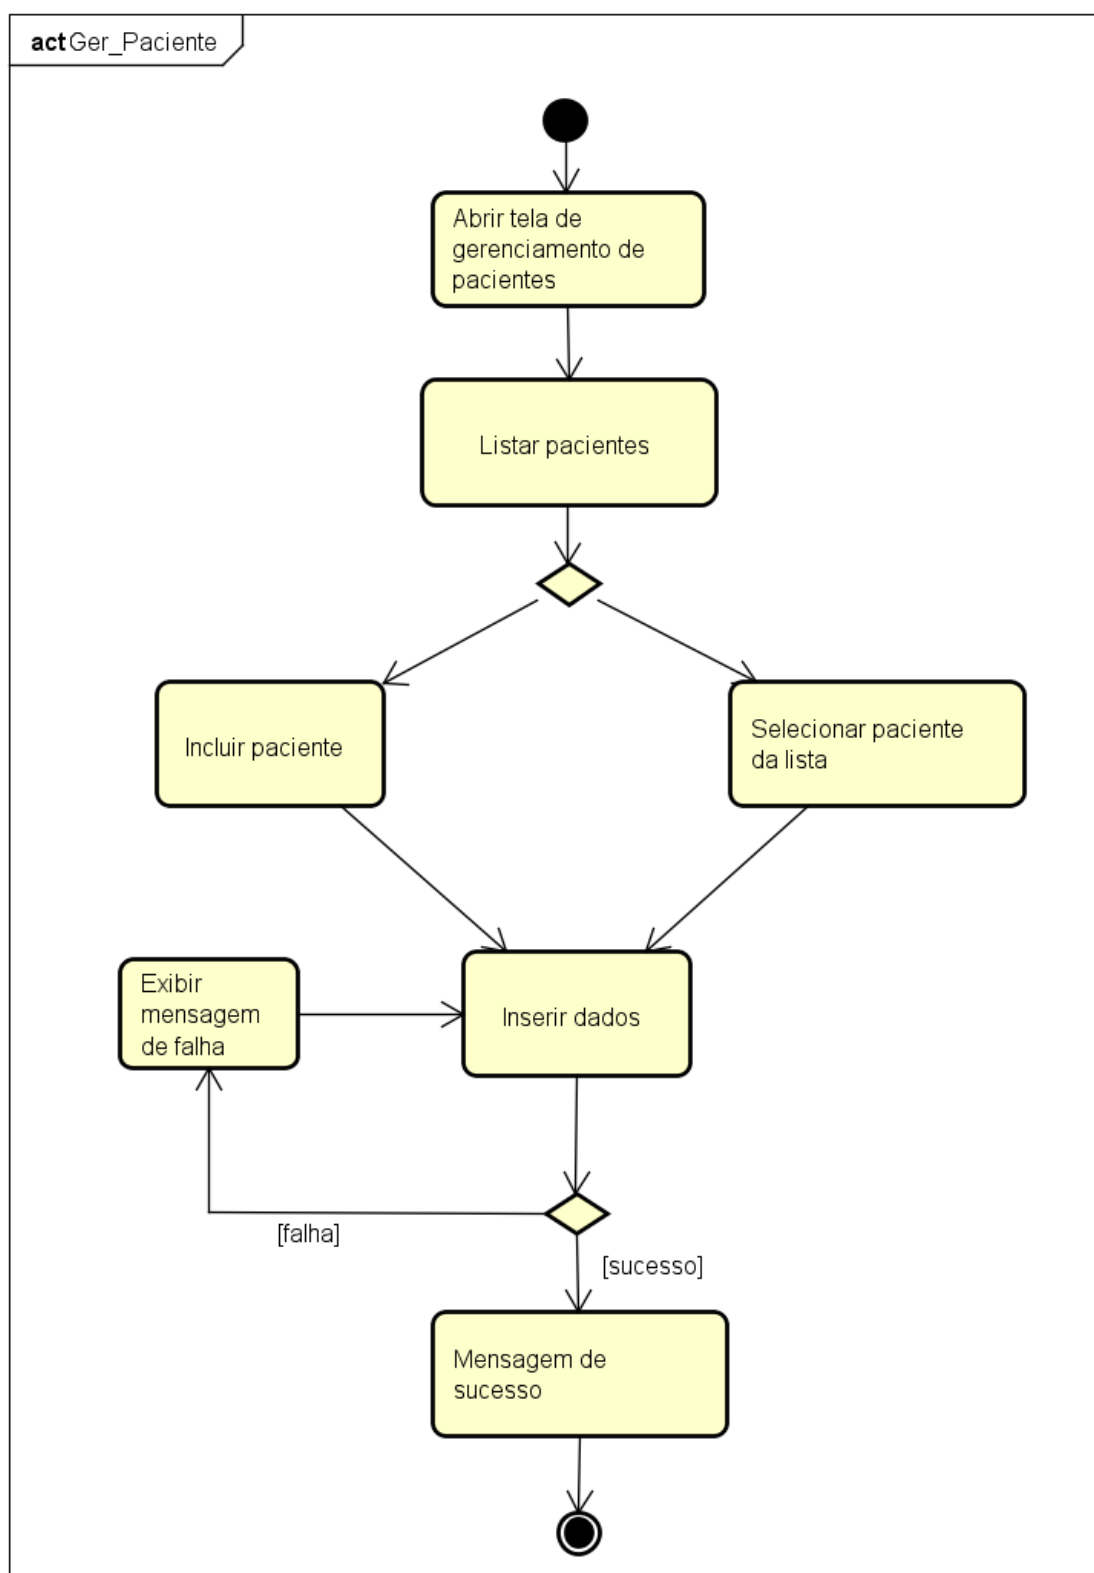 act Ger_Paciente
Abrir tela de
gerenciamento de
pacientes
Listar pacientes
Incluir paciente
Selecionar paciente
da lista
Exibir
mensagem
de falha
Inserir dados
[falha]
[sucesso]
Mensagem de
sucesso